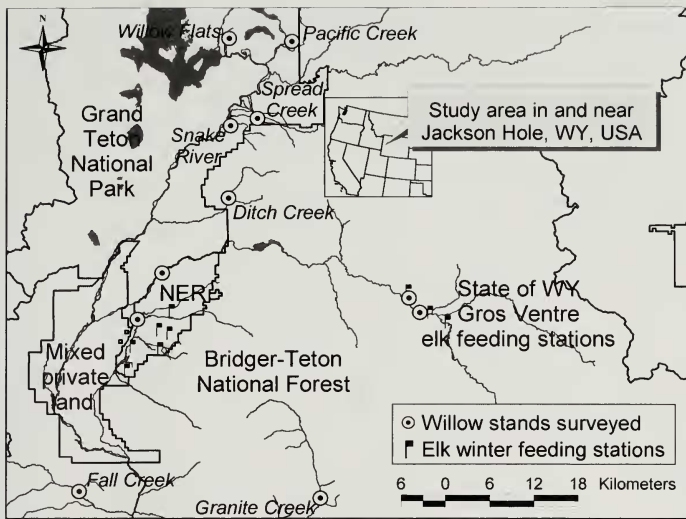 N
Willow Flats
Pacific Creek
Spread
Creek
Grand
Teton
National
Park
Snake
River
Study area in and near
Jackson Hole, WY, USA
Ditch Creek
NER
State of WY
Gros Ventre
elk feeding stations
Mixed
private
land
Bridger-Teton
National Forest
Willow stands surveyed
Elk winter feeding stations
Fall Creek
Granite Creek
6 0 6 12 18 Kilometers